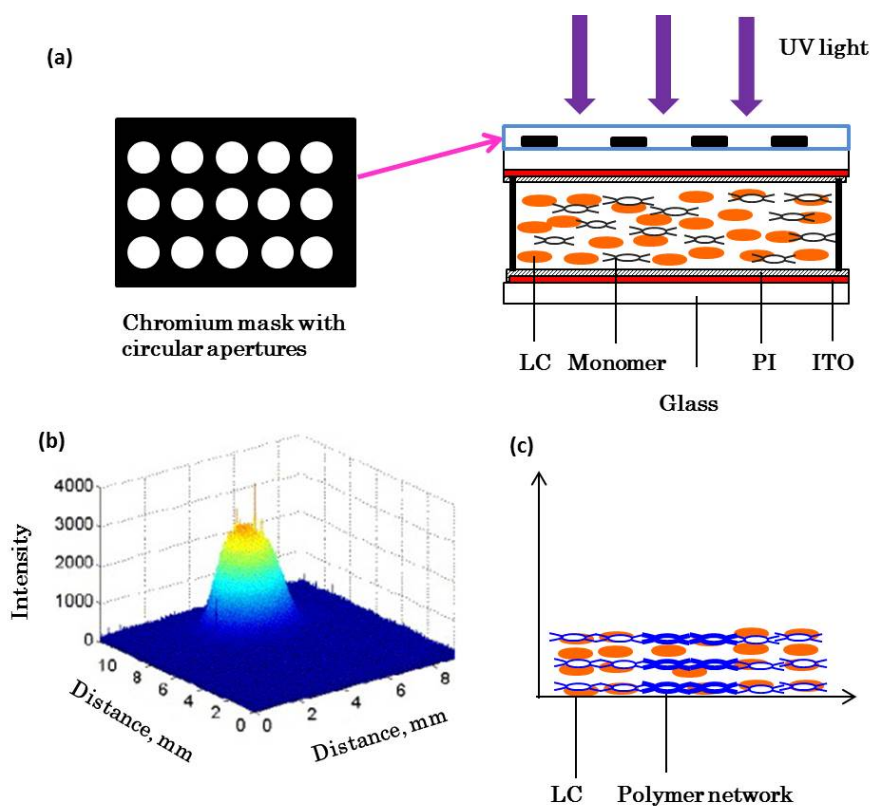 (a)
UV light
Chromium mask with
circular apertures
LC Monomer PI ITO
Glass
(b)
4000
3000
2000
1000
0
Intensity
10 8 6 4 2 0
Distance, mm
0 2 4 6 8
Distance, mm
(c)
LC Polymer network